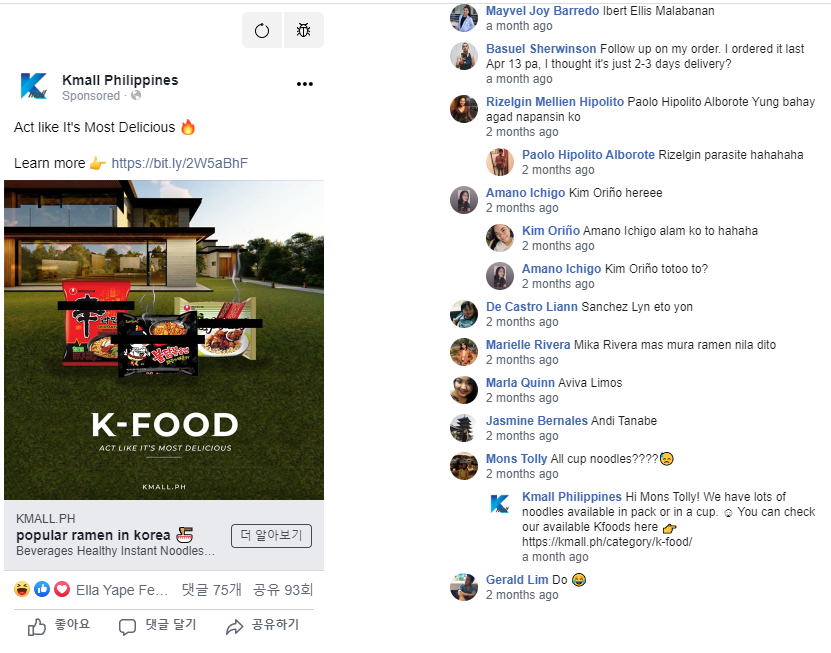 Kmall Philippines
Sponsored ·
Act like It's Most Delicious 🔥
Learn more 👉 https://bit.ly/2W5aBhF
K-FOOD
ACT LIKE IT'S MOST DELICIOUS
KMALL.PH
KMALL.PH
popular ramen in korea 🍜
Beverages Healthy Instant Noodles…
더 알아보기
Ella Yape Fe… 댓글 75개 공유 93회
좋아요 댓글 달기 공유하기
Mayvel Joy Barredo Ibert Ellis Malabanan
a month ago
Basuel Sherwinson Follow up on my order. I ordered it last
Apr 13 pa, I thought it's just 2-3 days delivery?
a month ago
Rizelgin Mellien Hipolito Paolo Hipolito Alborote Yung bahay
agad napansin ko
2 months ago
Paolo Hipolito Alborote Rizelgin parasite hahahaha
2 months ago
Amano Ichigo Kim Oriño hereee
2 months ago
Kim Oriño Amano Ichigo alam ko to hahaha
2 months ago
Amano Ichigo Kim Oriño totoo to?
2 months ago
De Castro Liann Sanchez Lyn eto yon
2 months ago
Marielle Rivera Mika Rivera mas mura ramen nila dito
2 months ago
Marla Quinn Aviva Limos
2 months ago
Jasmine Bernales Andi Tanabe
2 months ago
Mons Tolly All cup noodles????😓
2 months ago
Kmall Philippines Hi Mons Tolly! We have lots of
noodles available in pack or in a cup. ☺ You can check
our available Kfoods here 👉
https://kmall.ph/category/k-food/
a month ago
Gerald Lim Do 😂
2 months ago